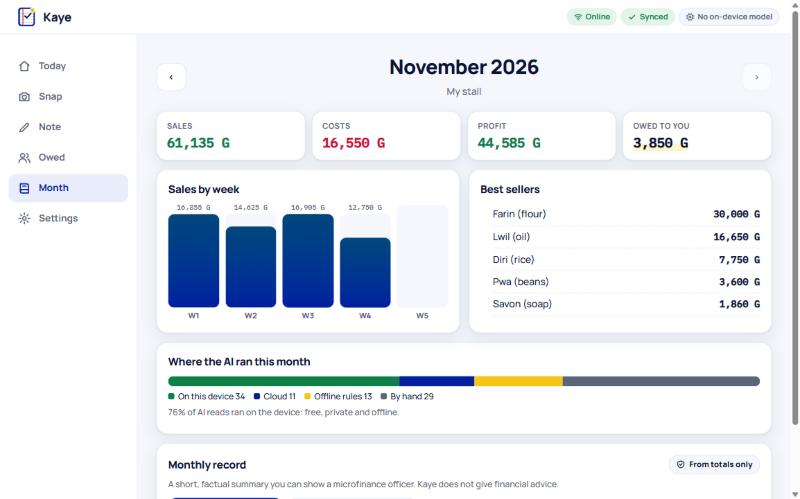 Kaye
Online
Synced
No on-device model
Today
Snap
Note
Owed
Month
Settings
November 2026
My stall
SALES
61,135 G
COSTS
16,550 G
PROFIT
44,585 G
OWED TO YOU
3,850 G
Sales by week
14,625 G
12,750 G
W1
W2
W3
W4
W5
Best sellers
Farin (flour) 30,000 G
Lwil (oil) 16,650 G
Diri (rice) 7,750 G
Pwa (beans) 3,600 G
Savon (soap) 1,860 G
Where the AI ran this month
On this device 34 Cloud 11 Offline rules 13 By hand 29
76% of AI reads ran on the device: free, private and offline.
Monthly record
From totals only
A short, factual summary you can show a microfinance officer. Kaye does not give financial advice.